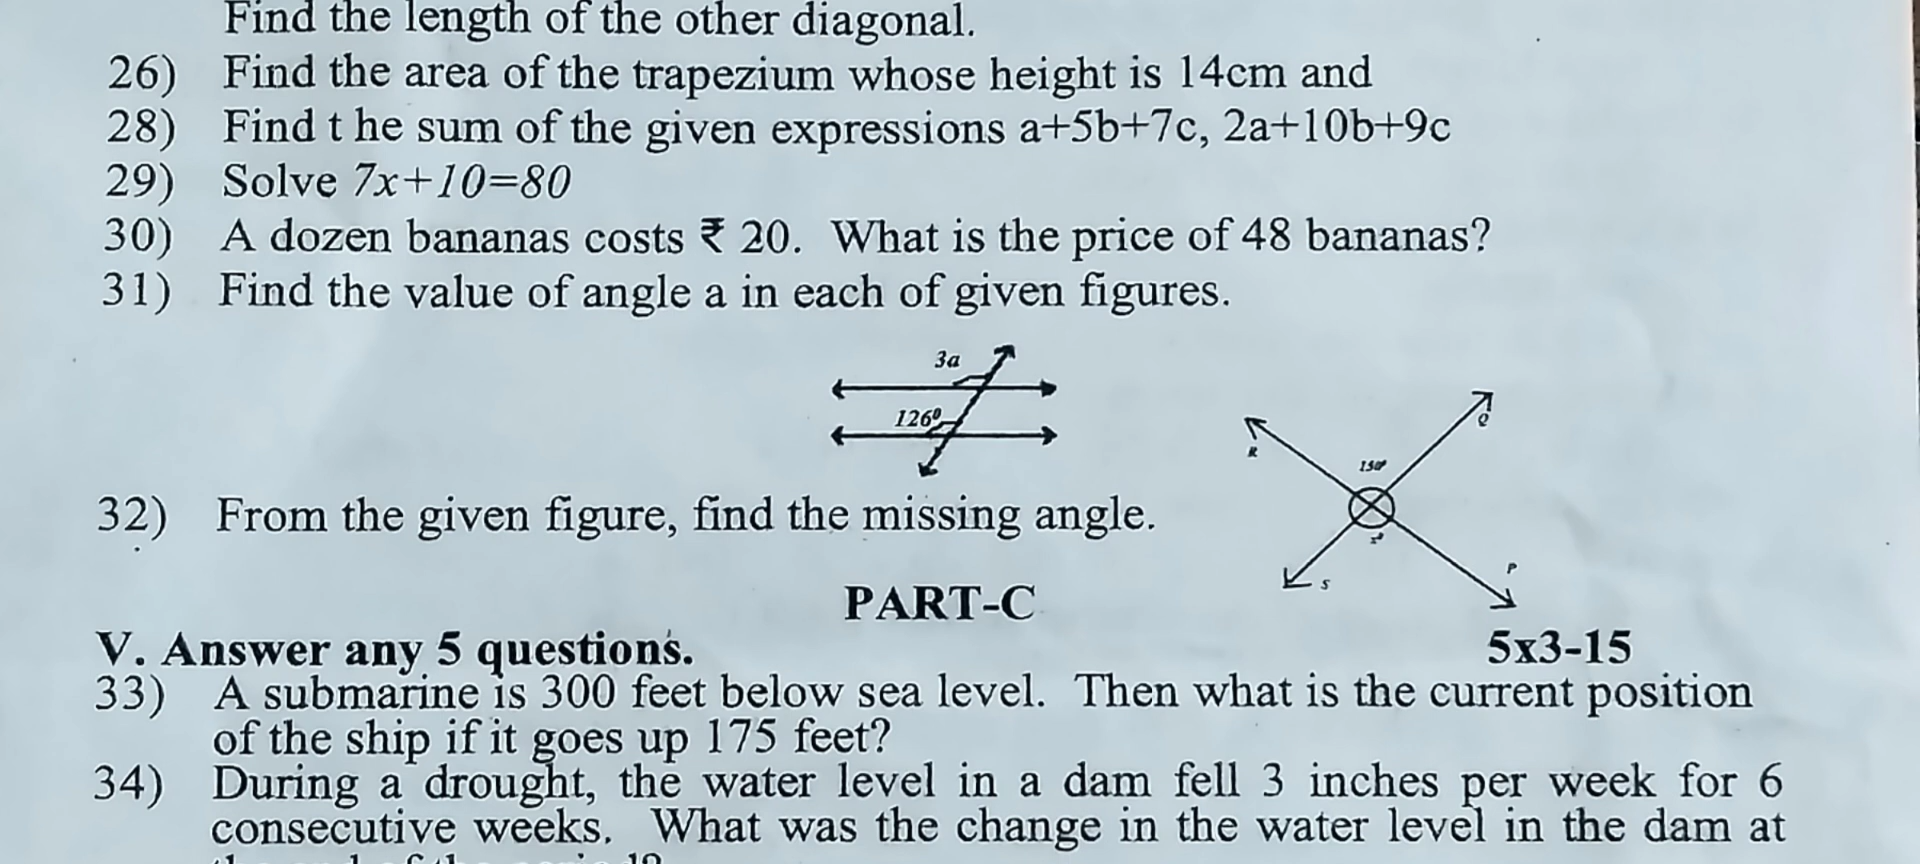 Find the length of the other diagonal.
26) Find the area of the trapezium whose height is 14cm and
28) Find t he sum of the given expressions a+5b+7c, 2a+10b+9c
29) Solve 7x+10=80
30) A dozen bananas costs ₹ 20. What is the price of 48 bananas?
31) Find the value of angle a in each of given figures.
3a
126⁰
R
Q
150°
x°
S
P
32) From the given figure, find the missing angle.
PART-C
V. Answer any 5 questions. 5x3-15
33) A submarine is 300 feet below sea level. Then what is the current position
of the ship if it goes up 175 feet?
34) During a drought, the water level in a dam fell 3 inches per week for 6
consecutive weeks. What was the change in the water level in the dam at